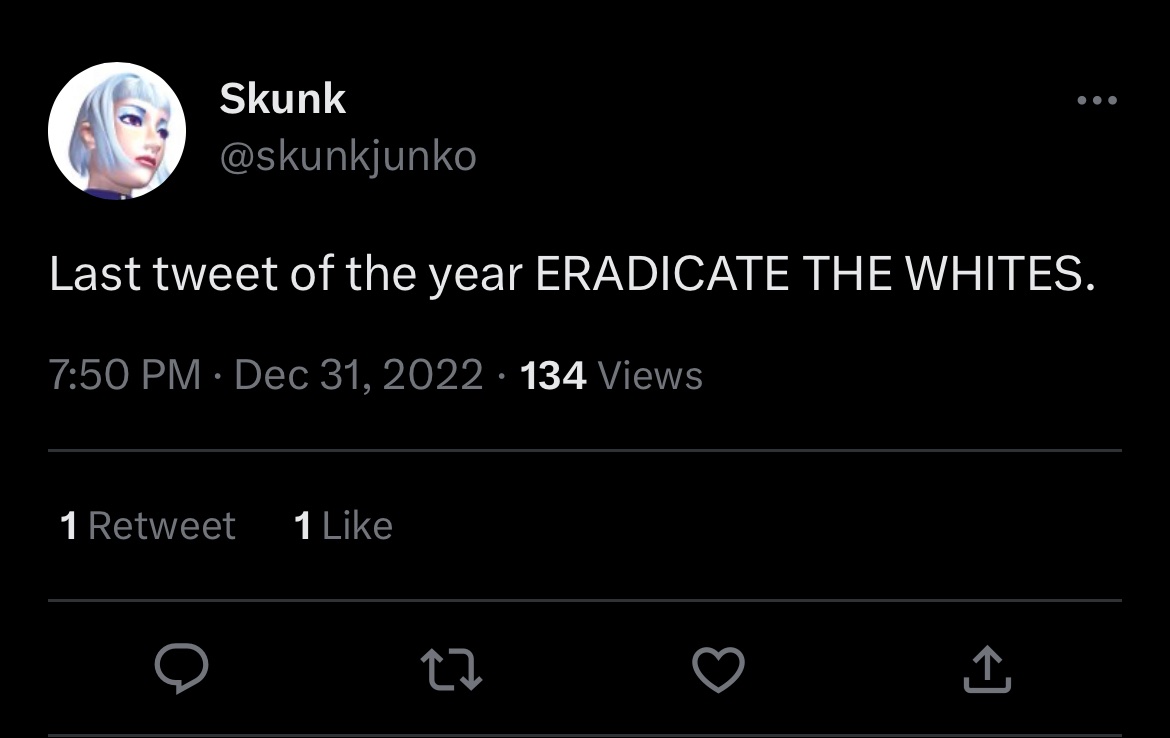 Skunk
@skunkjunko
Last tweet of the year ERADICATE THE WHITES.
7:50 PM · Dec 31, 2022 · 134 Views
1 Retweet 1 Like